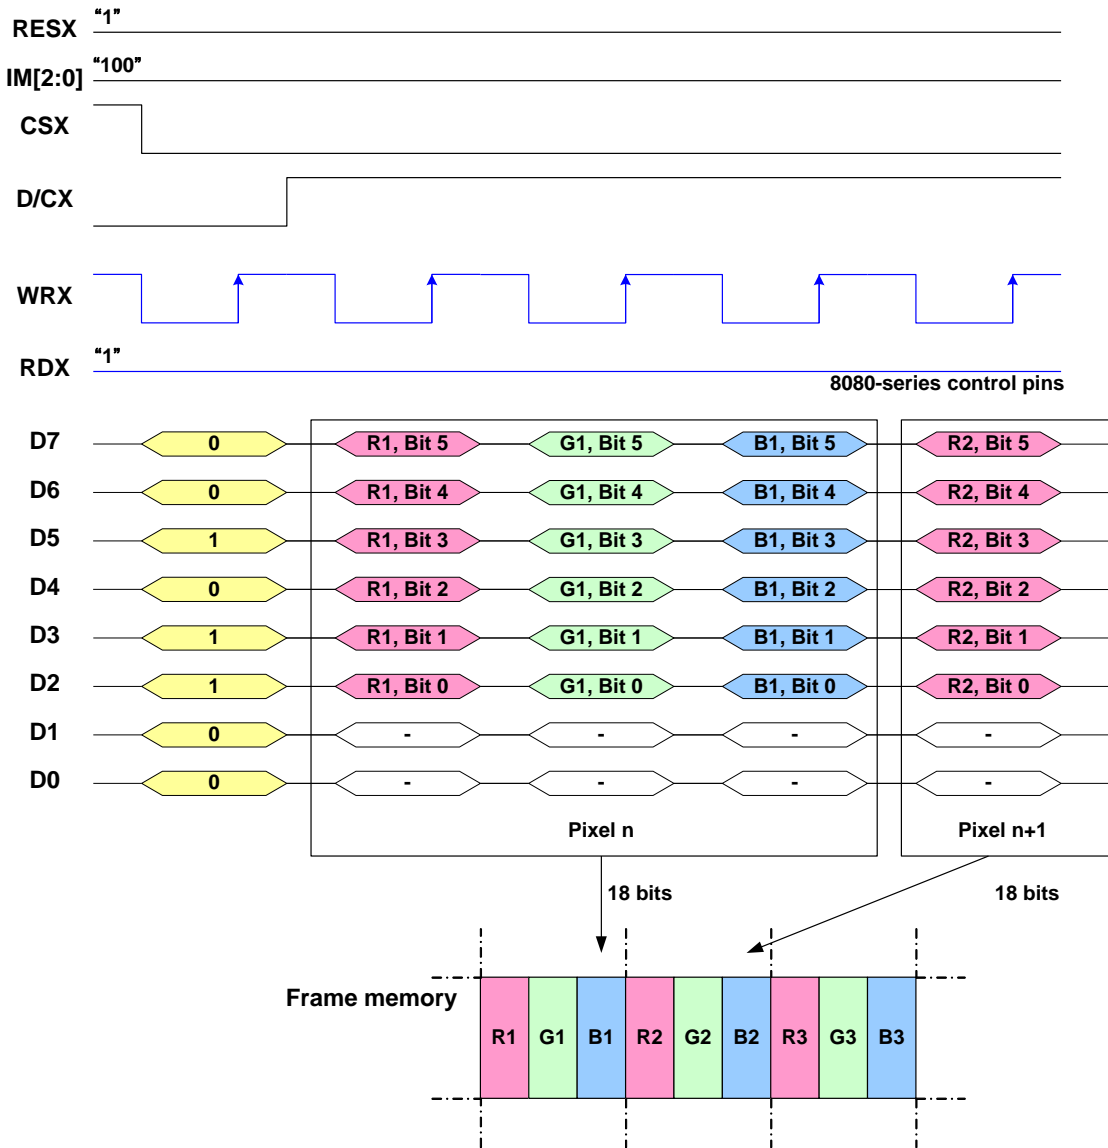 RESX "1"
IM[2:0] "100"
CSX
D/CX
WRX
RDX "1"
8080-series control pins
D7 0 R1, Bit 5 G1, Bit 5 B1, Bit 5 R2, Bit 5
D6 0 R1, Bit 4 G1, Bit 4 B1, Bit 4 R2, Bit 4
D5 1 R1, Bit 3 G1, Bit 3 B1, Bit 3 R2, Bit 3
D4 0 R1, Bit 2 G1, Bit 2 B1, Bit 2 R2, Bit 2
D3 1 R1, Bit 1 G1, Bit 1 B1, Bit 1 R2, Bit 1
D2 1 R1, Bit 0 G1, Bit 0 B1, Bit 0 R2, Bit 0
D1 0 - - - -
D0 0 - - - -
Pixel n Pixel n+1
18 bits 18 bits
Frame memory
R1 G1 B1 R2 G2 B2 R3 G3 B3